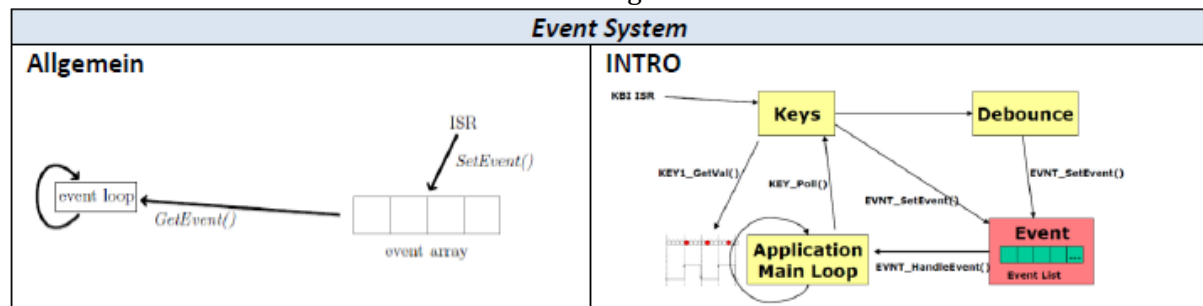 Event System
Allgemein
ISR
SetEvent()
event loop
GetEvent()
event array
INTRO
KBI ISR
Keys
Debounce
KEY1_GetVal()
KEY_Poll()
EVNT_SetEvent()
EVNT_SetEvent()
Application
Main Loop
EVNT_HandleEvent()
Event
...
Event List